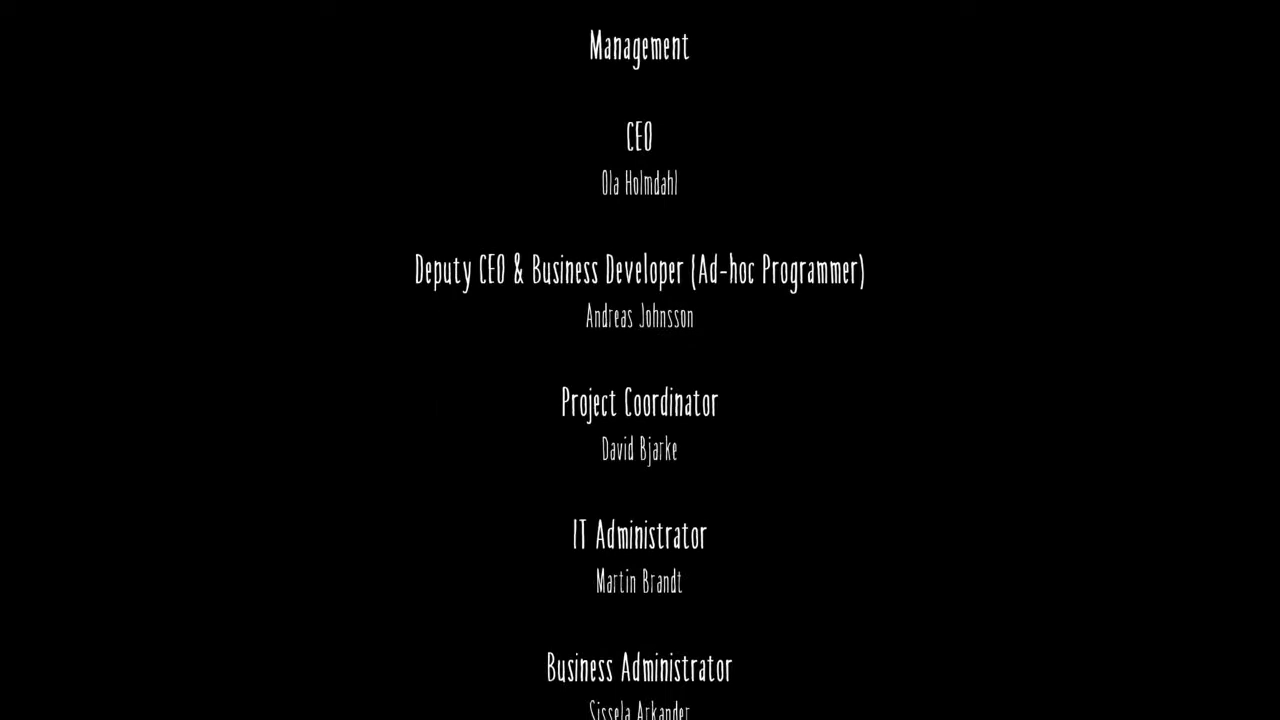 Management
CEO
Ola Holmdahl
Deputy CEO & Business Developer (Ad-hoc Programmer)
Andreas Johnsson
Project Coordinator
David Bjarke
IT Administrator
Martin Brandt
Business Administrator
Sissela Arkander